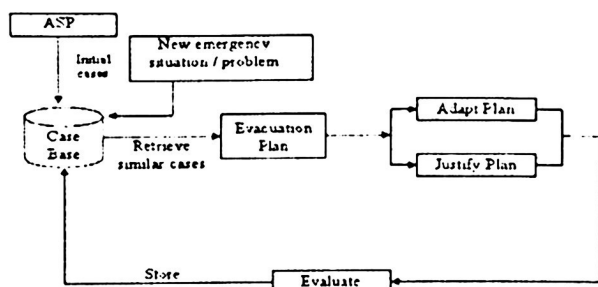 ASP
New emergency
situation / problem
Initial
cases
Case
Base
Retrieve
similar cases
Evacuation
Plan
Adapt Plan
Justify Plan
Store
Evaluate